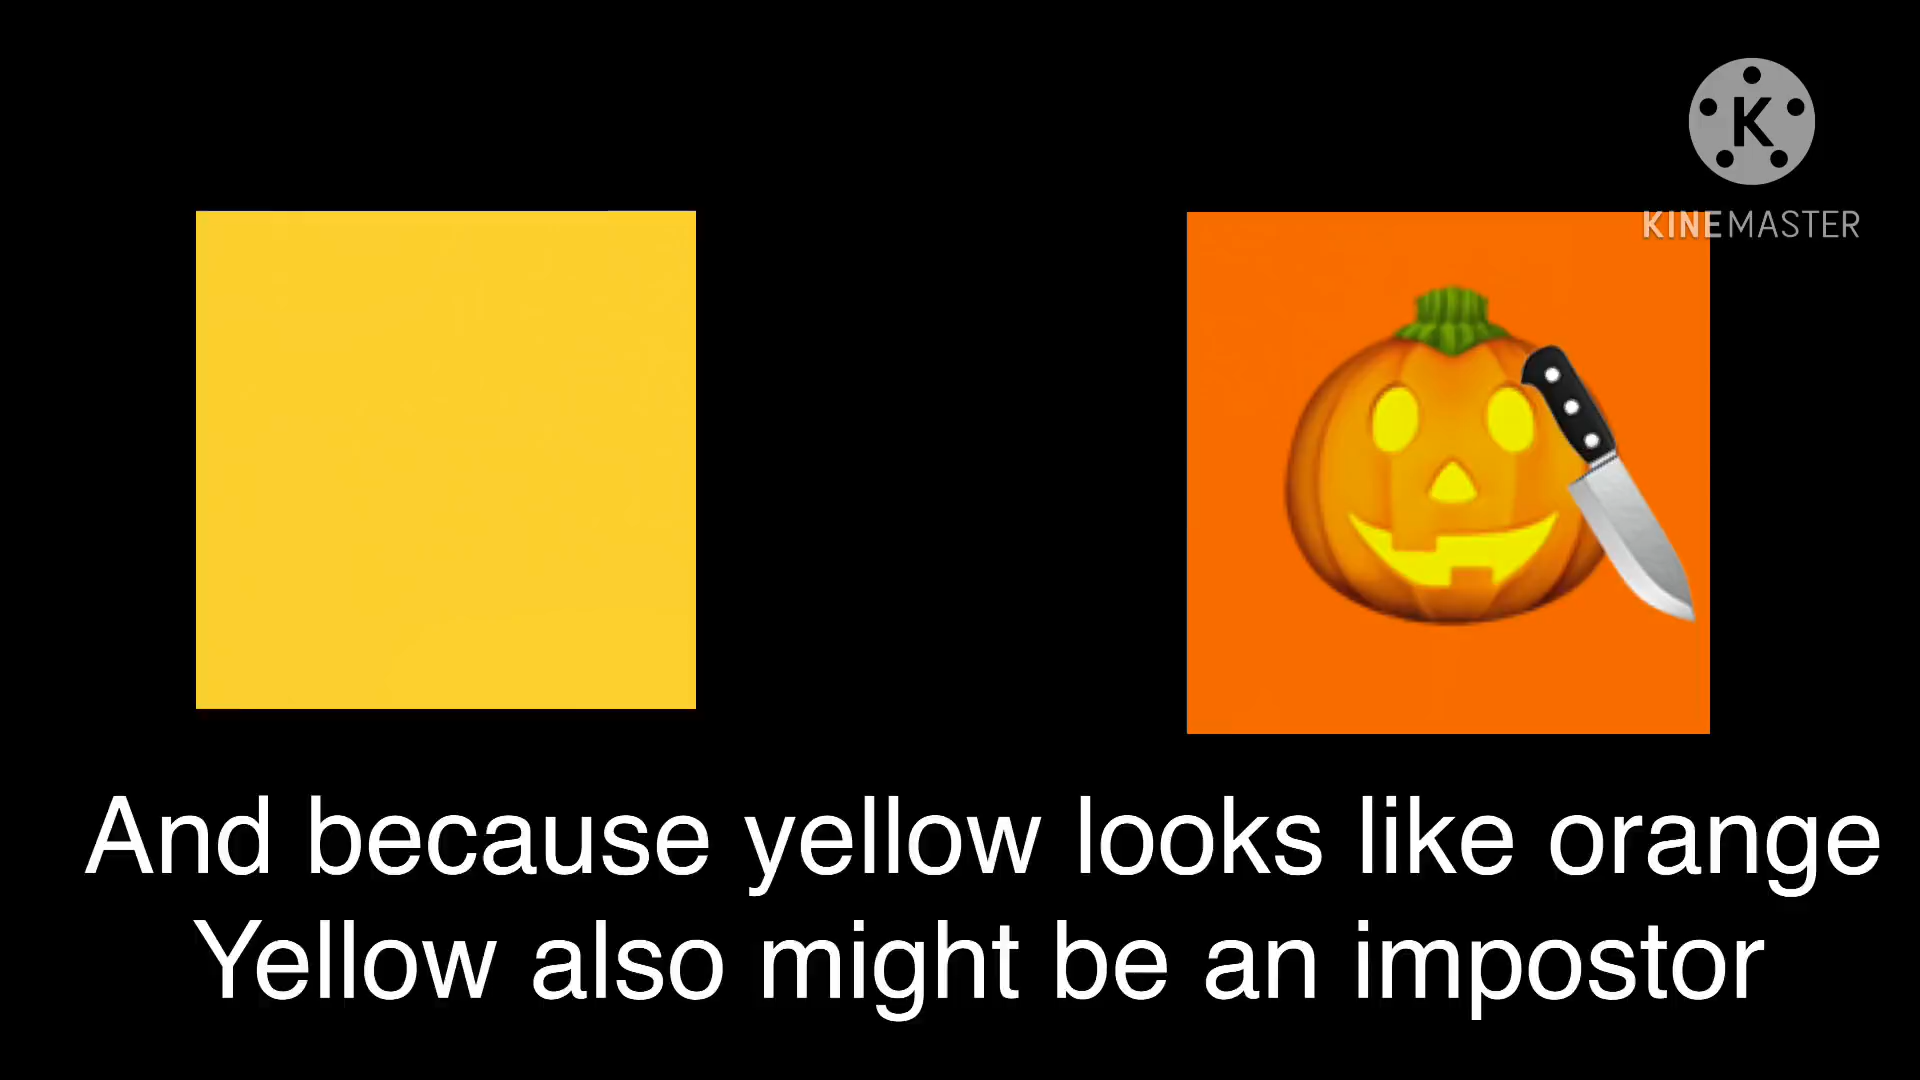 K
KINEMASTER
And because yellow looks like orange
Yellow also might be an impostor